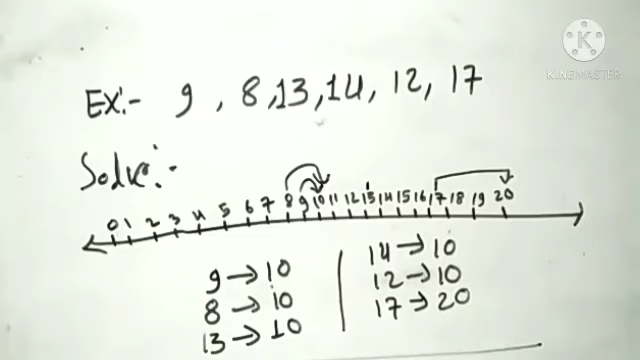 Ex:- 9, 8, 13, 14, 12, 17
Solve:-
0 1 2 3 4 5 6 7 8 9 10 11 12 13 14 15 16 17 18 19 20
9 → 10
8 → 10
13 → 10
14 → 10
12 → 10
17 → 20
K
KINEMASTER